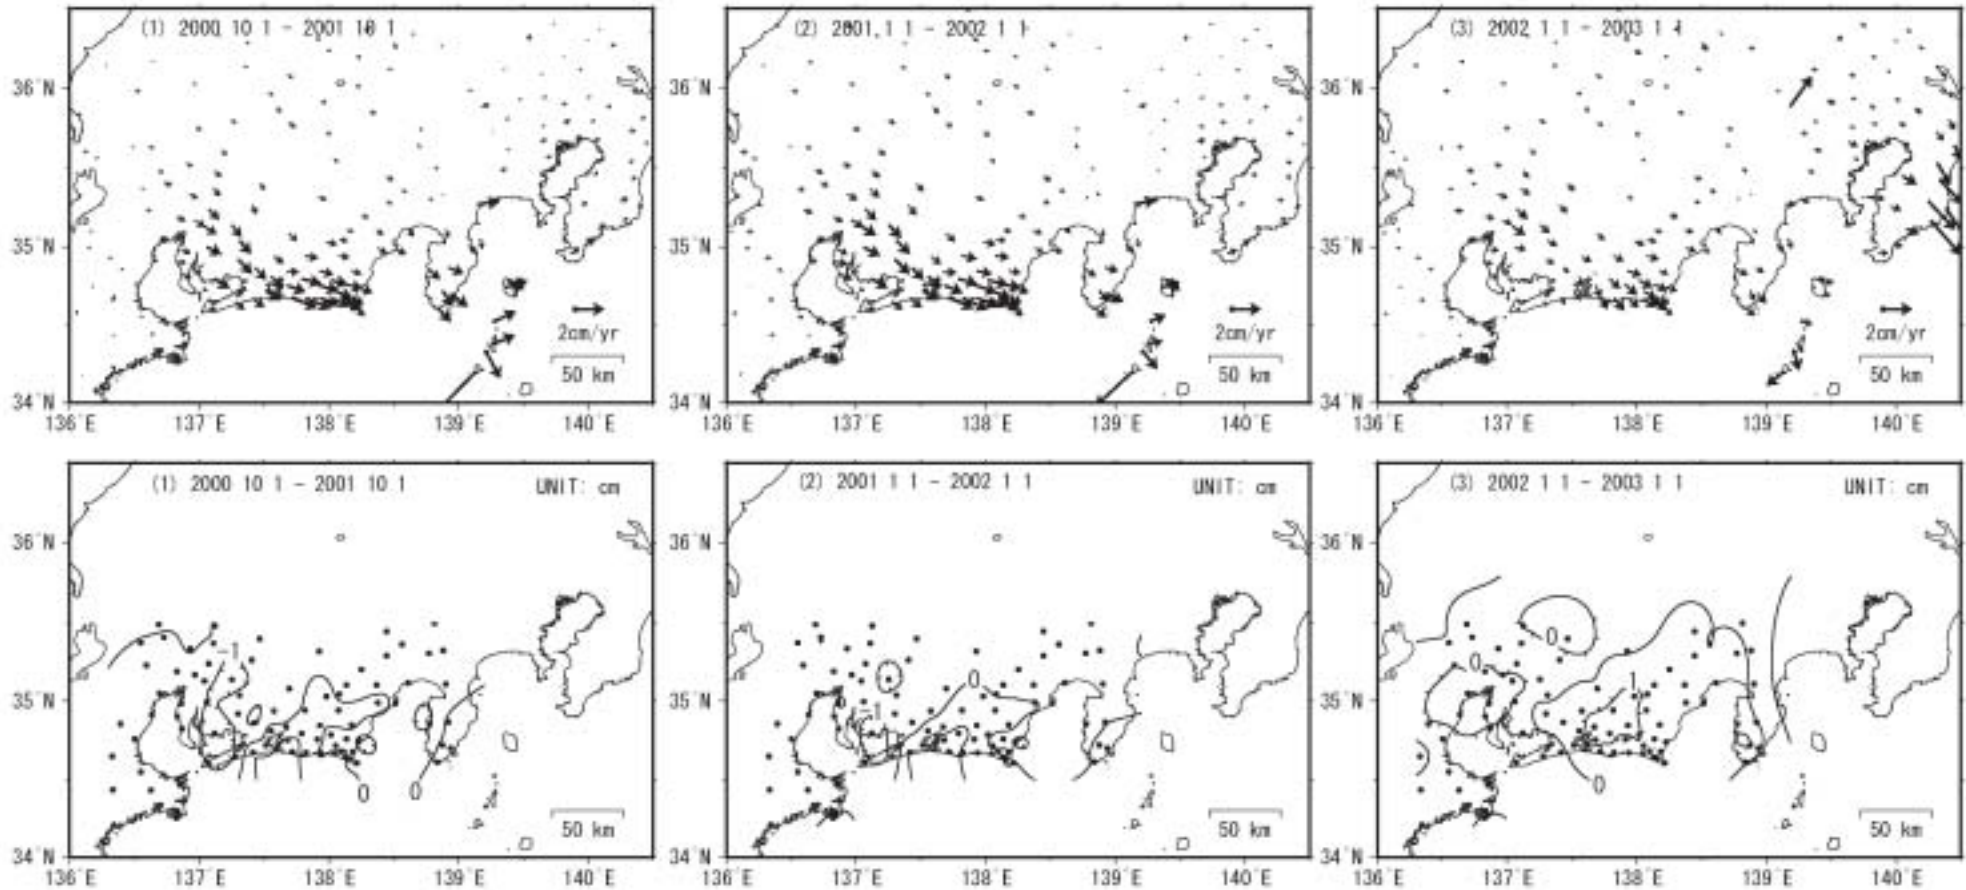 (1) 2000 10 1 - 2001 10 1
36°N
35°N
34°N
136°E 137°E 138°E 139°E 140°E
2cm/yr
50 km
(2) 2001 1 1 - 2002 1 1
36°N
35°N
34°N
136°E 137°E 138°E 139°E 140°E
2cm/yr
50 km
(3) 2002 1 1 - 2003 1 1
36°N
35°N
34°N
136°E 137°E 138°E 139°E 140°E
2cm/yr
50 km
(1) 2000 10 1 - 2001 10 1 UNIT: cm
36°N
-1
35°N
0 0
50 km
34°N
136°E 137°E 138°E 139°E 140°E
(2) 2001 1 1 - 2002 1 1 UNIT: cm
36°N
0
35°N
-1
50 km
34°N
136°E 137°E 138°E 139°E 140°E
(3) 2002 1 1 - 2003 1 1 UNIT: cm
36°N
0
0
1
35°N
0
50 km
34°N
136°E 137°E 138°E 139°E 140°E